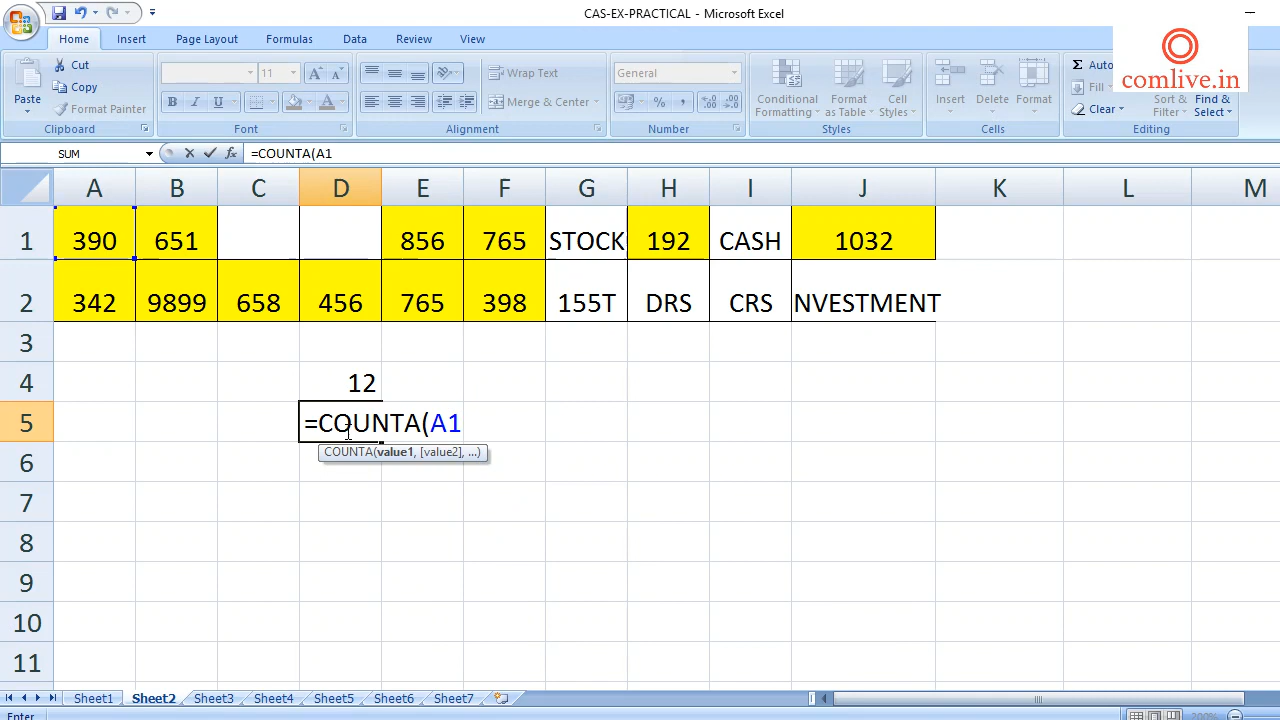 CAS-EX-PRACTICAL - Microsoft Excel
Home Insert Page Layout Formulas Data Review View
comlive.in
Paste Cut Copy Format Painter
Clipboard
11 A A
B I U A
Font
Wrap Text
Merge & Center
Alignment
General
% ,
Number
Conditional Formatting Format as Table Cell Styles
Styles
Insert Delete Format
Cells
Σ Auto
Fill
Clear
Sort & Filter Find & Select
Editing
SUM fx =COUNTA(A1
A B C D E F G H I J K L M
1 390 651 856 765 STOCK 192 CASH 1032
2 342 9899 658 456 765 398 155T DRS CRS NVESTMENT
3
4 12
5 =COUNTA(A1
COUNTA(value1, [value2], ...)
6
7
8
9
10
11
Sheet1 Sheet2 Sheet3 Sheet4 Sheet5 Sheet6 Sheet7
Enter 200%